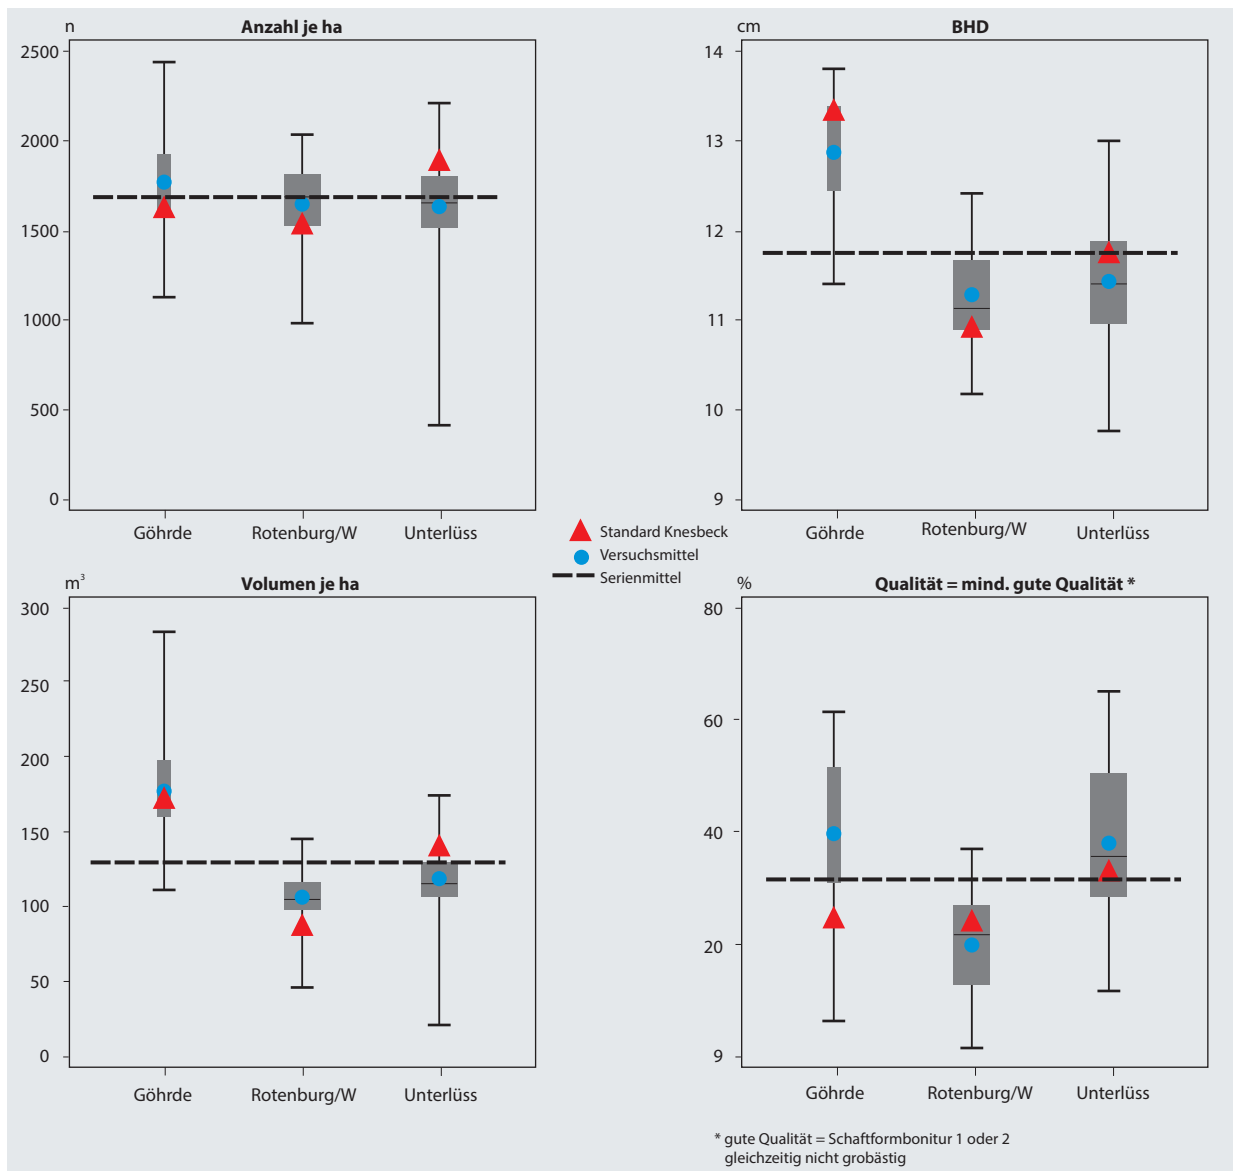 n
Anzahl je ha
2500
2000
1500
1000
500
0
Göhrde
Rotenburg/W
Unterlüss
cm
BHD
14
13
12
11
10
9
Göhrde
Rotenburg/W
Unterlüss
Standard Knesbeck
Versuchsmittel
Serienmittel
m³
Volumen je ha
300
250
200
150
100
50
0
Göhrde
Rotenburg/W
Unterlüss
%
Qualität = mind. gute Qualität *
80
60
40
20
9
Göhrde
Rotenburg/W
Unterlüss
* gute Qualität = Schaftformbonitur 1 oder 2
gleichzeitig nicht grobästig